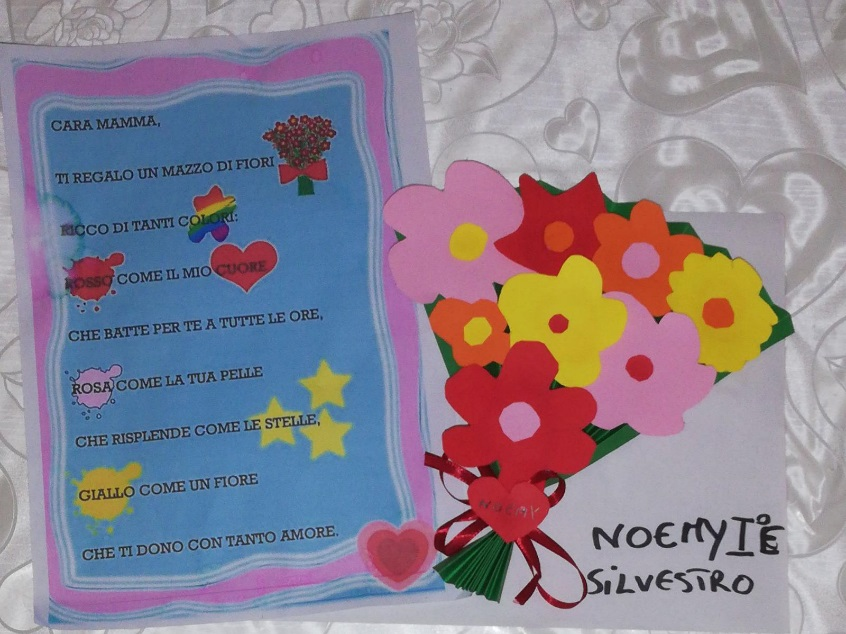 CARA MAMMA,
TI REGALO UN MAZZO DI FIORI
RICCO DI TANTI COLORI:
ROSSO COME IL MIO CUORE
CHE BATTE PER TE A TUTTE LE ORE,
ROSA COME LA TUA PELLE
CHE RISPLENDE COME LE STELLE,
GIALLO COME UN FIORE
CHE TI DONO CON TANTO AMORE.
NOEMY
NOEMY I°E
SILVESTRO